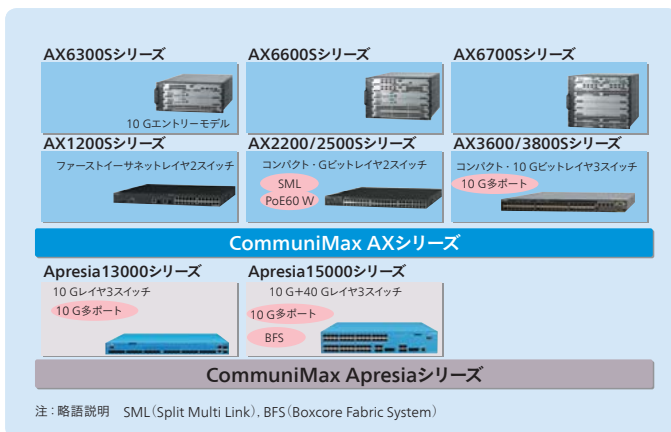 AX6300Sシリーズ
AX6600Sシリーズ
AX6700Sシリーズ
10 Gエントリーモデル
AX1200Sシリーズ
AX2200/2500Sシリーズ
AX3600/3800Sシリーズ
ファーストイーサネットレイヤ2スイッチ
コンパクト・Gビットレイヤ2スイッチ
SML
PoE60 W
コンパクト・10 Gビットレイヤ3スイッチ
10 G多ポート
CommuniMax AXシリーズ
Apresia13000シリーズ
Apresia15000シリーズ
10 Gレイヤ3スイッチ
10 G多ポート
10 G+40 Gレイヤ3スイッチ
10 G多ポート
BFS
CommuniMax Apresiaシリーズ
注：略語説明 SML（Split Multi Link），BFS（Boxcore Fabric System）